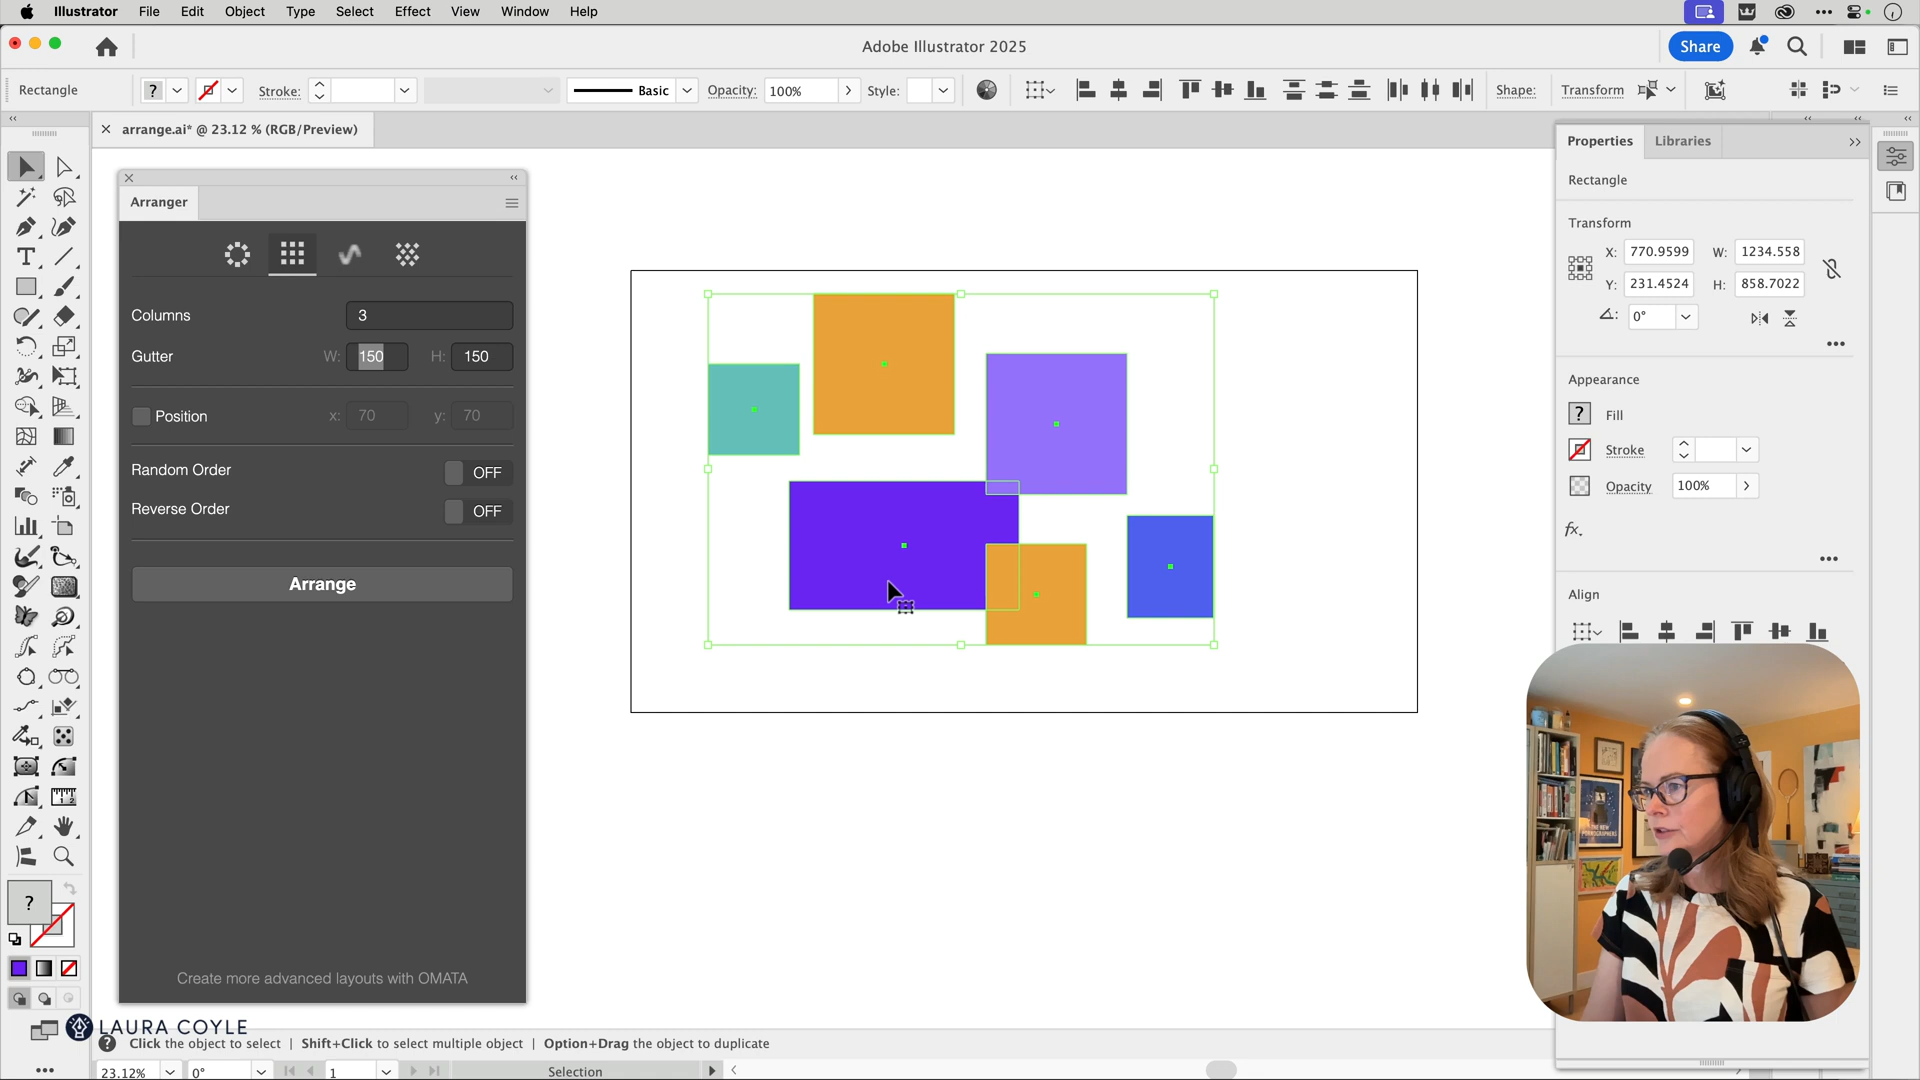 Illustrator File Edit Object Type Select Effect View Window Help
Adobe Illustrator 2025
Share
Rectangle
?
Stroke:
Basic
Opacity:
100%
Style:
Shape:
Transform
arrange.ai* @ 23.12 % (RGB/Preview)
Arranger
Columns
3
Gutter
W:
150
H:
150
Position
x:
70
y:
70
Random Order
OFF
Reverse Order
OFF
Arrange
Create more advanced layouts with OMATA
Properties
Libraries
Rectangle
Transform
X:
770.9599
W:
1234.558
Y:
231.4524
H:
858.7022
0°
Appearance
?
Fill
Stroke
Opacity
100%
fx.
Align
?
THE NEW PORNOGRAPHERS
LAURA COYLE
Click the object to select | Shift+Click to select multiple object | Option+Drag the object to duplicate
23.12%
0°
1
Selection